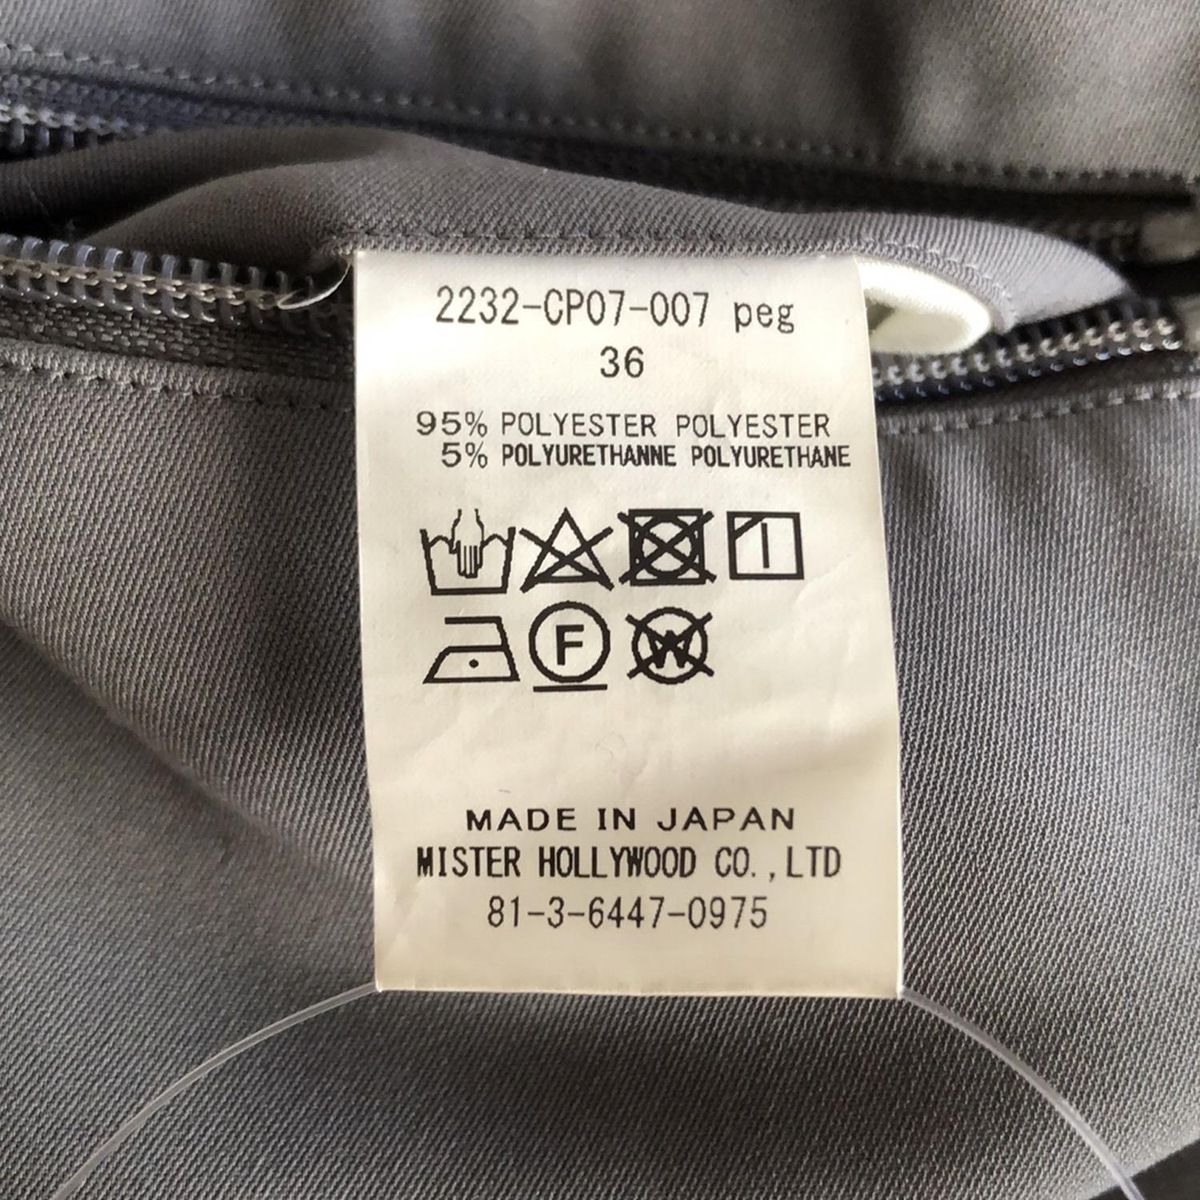 2232-CP07-007 peg
36
95% POLYESTER POLYESTER
5% POLYURETHANNE POLYURETHANE
F
W
MADE IN JAPAN
MISTER HOLLYWOOD CO.,LTD
81-3-6447-0975